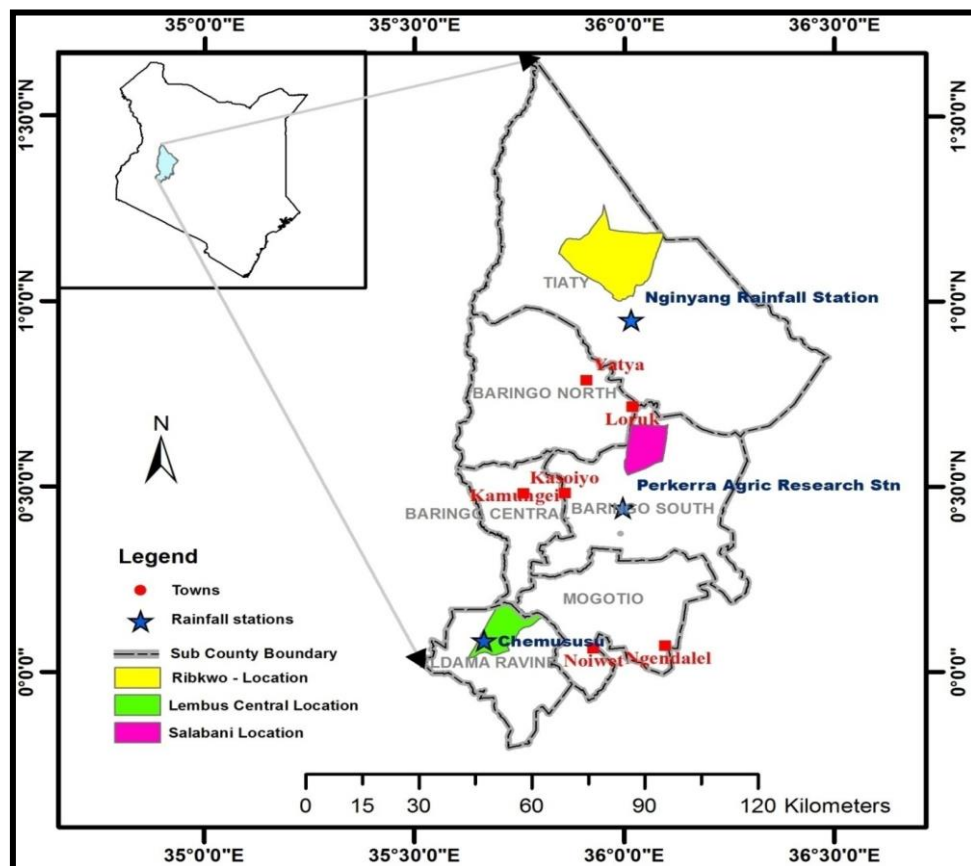 35°0'0"E 35°30'0"E 36°0'0"E 36°30'0"E
1°30'0"N 1°30'0"N
TIATY
Nginyang Rainfall Station
1°0'0"N 1°0'0"N
Yatya
BARINGO NORTH
Loruk
N
Kasoiyo
Perkerra Agric Research Stn
0°30'0"N 0°30'0"N
Kamungei
BARINGO CENTRAL
BARINGO SOUTH
Legend
Towns
Rainfall stations
Sub County Boundary
Ribkwo - Location
Lembus Central Location
Salabani Location
MOGOTIO
Chemususu
LDAMA RAVINE
Noiwet
Ngendalel
0°0'0" 0°0'0"
0 15 30 60 90 120 Kilometers
35°0'0"E 35°30'0"E 36°0'0"E 36°30'0"E